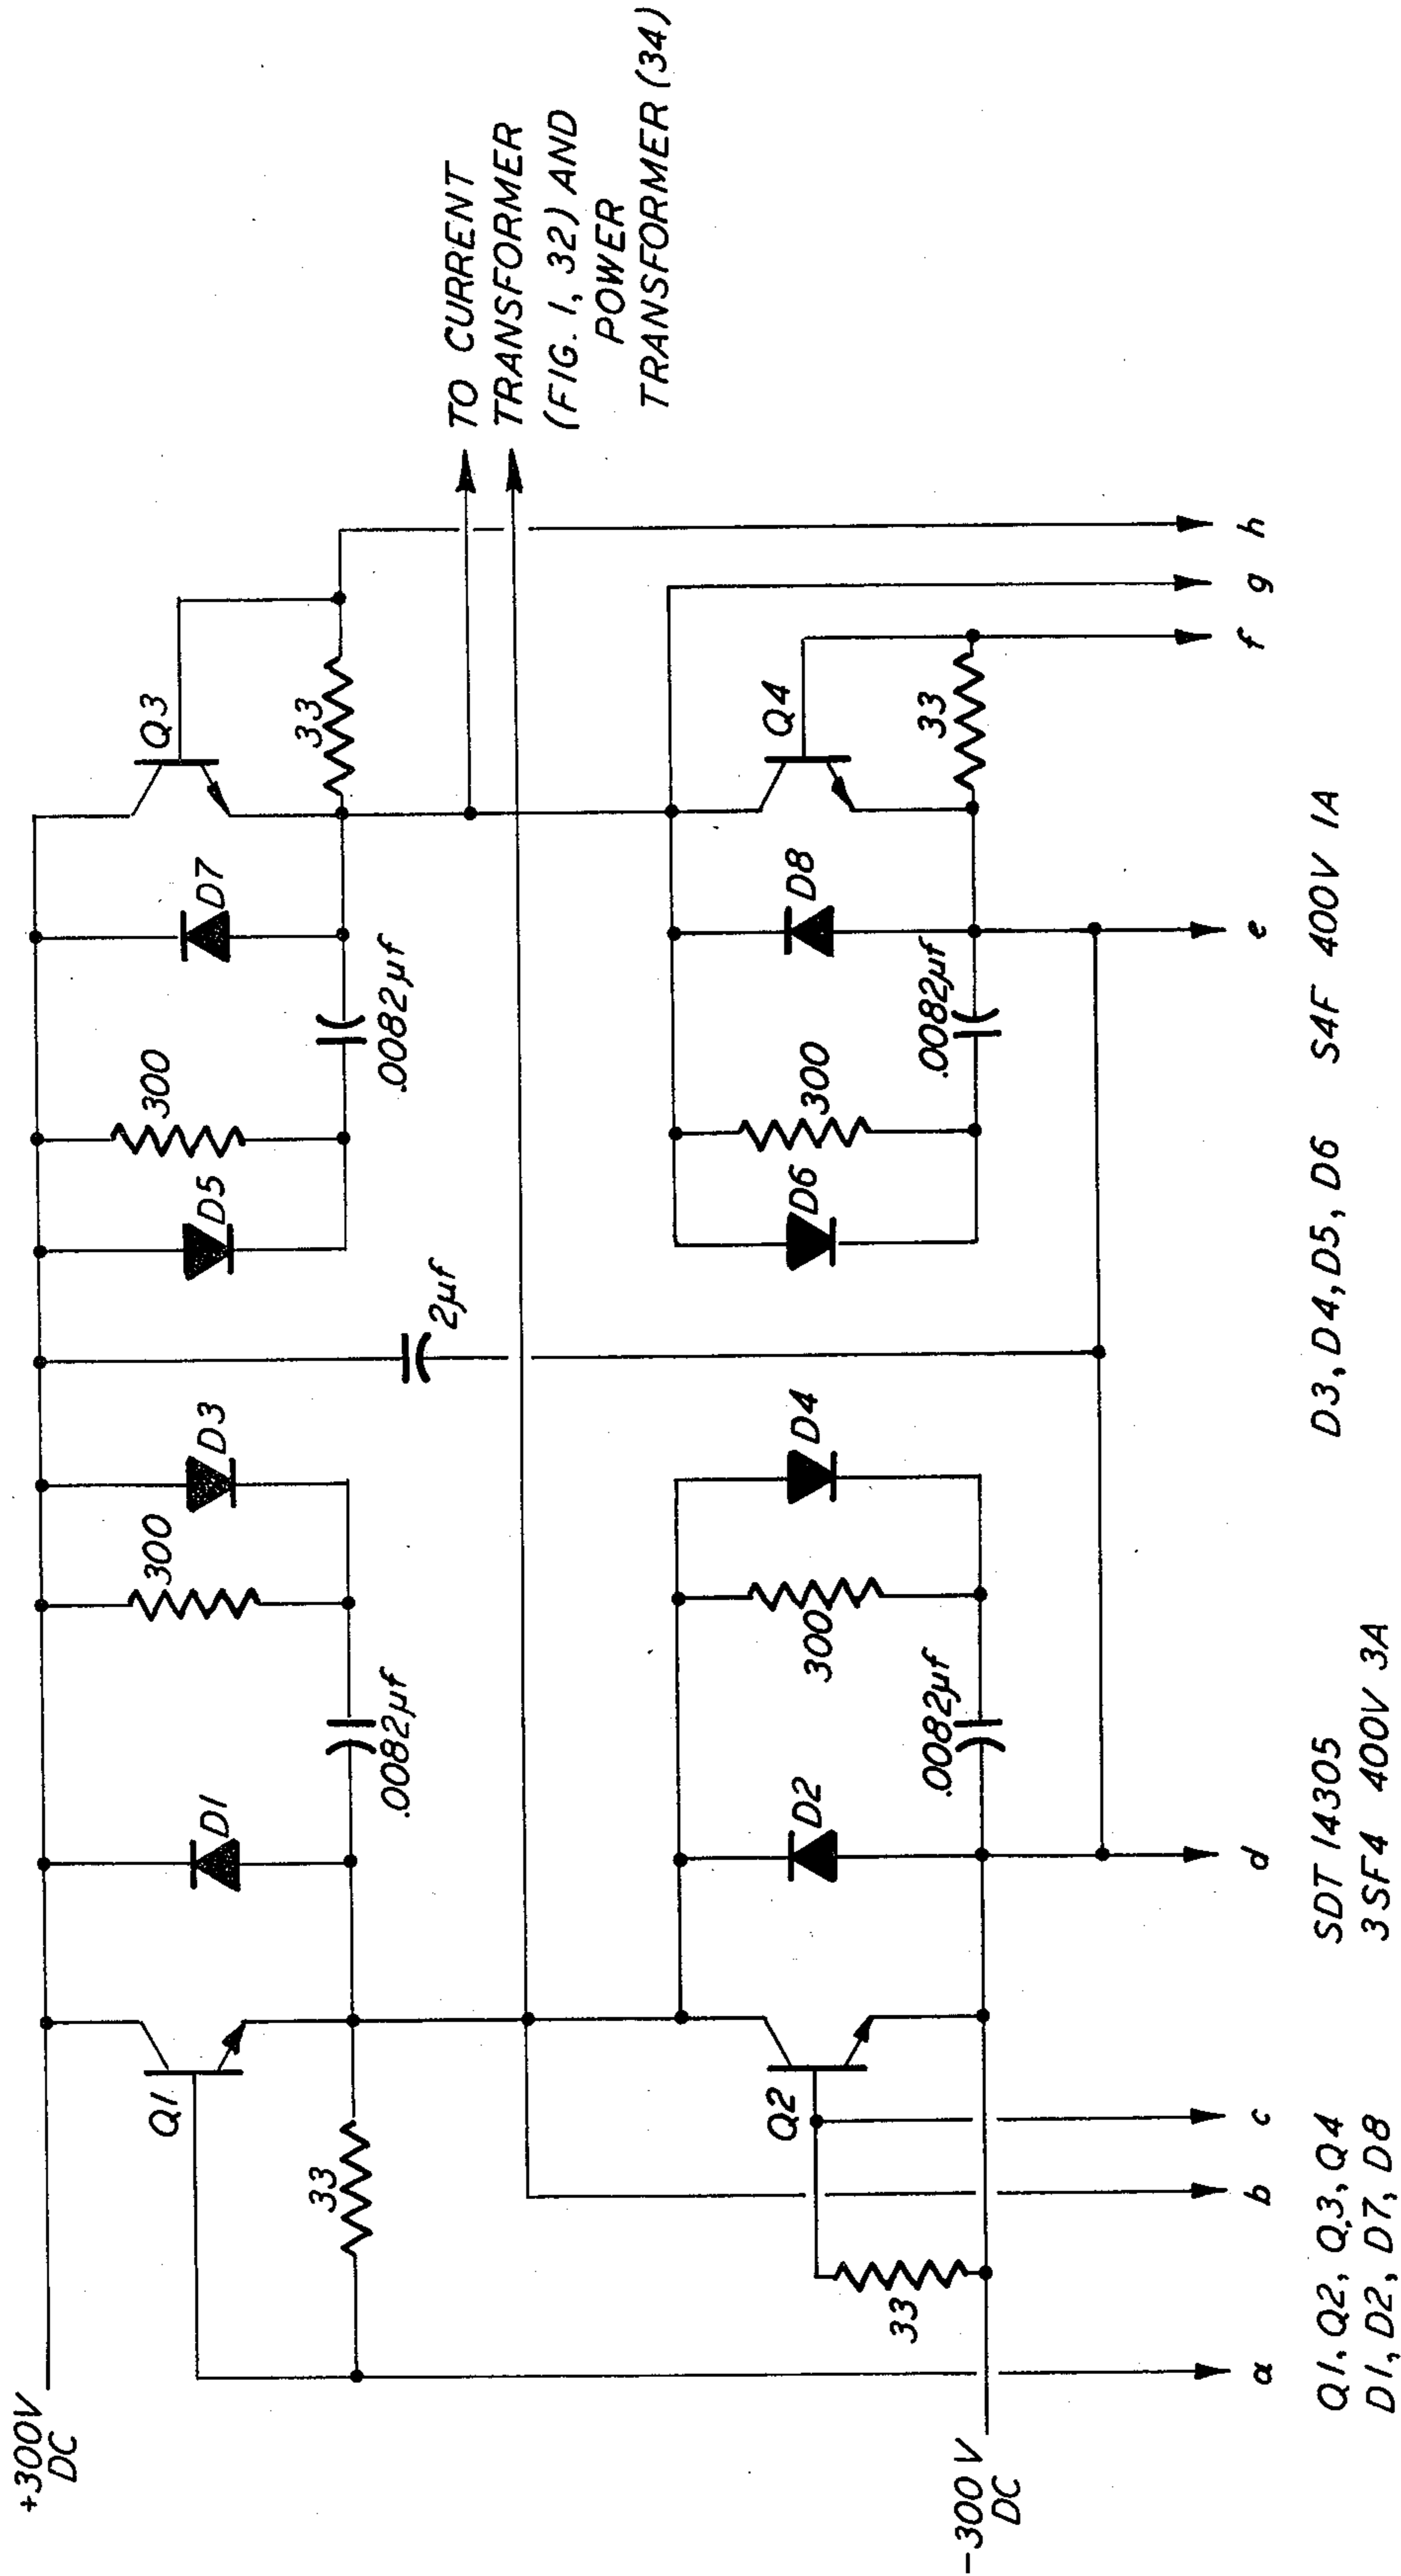 +300V
DC
Q1
D1
300
D3
D5
300
D7
Q3
33
.0082µf
2µf
.0082µf
33
TO CURRENT
TRANSFORMER
(FIG. 1, 32) AND
POWER
TRANSFORMER (34)
Q2
D2
300
D4
D6
300
D8
Q4
33
.0082µf
.0082µf
33
-300V
DC
a
b
c
d
e
f
g
h
Q1, Q2, Q3, Q4 SDT 14305
D1, D2, D7, D8 3SF4 400V 3A
D3, D4, D5, D6 S4F 400V 1A